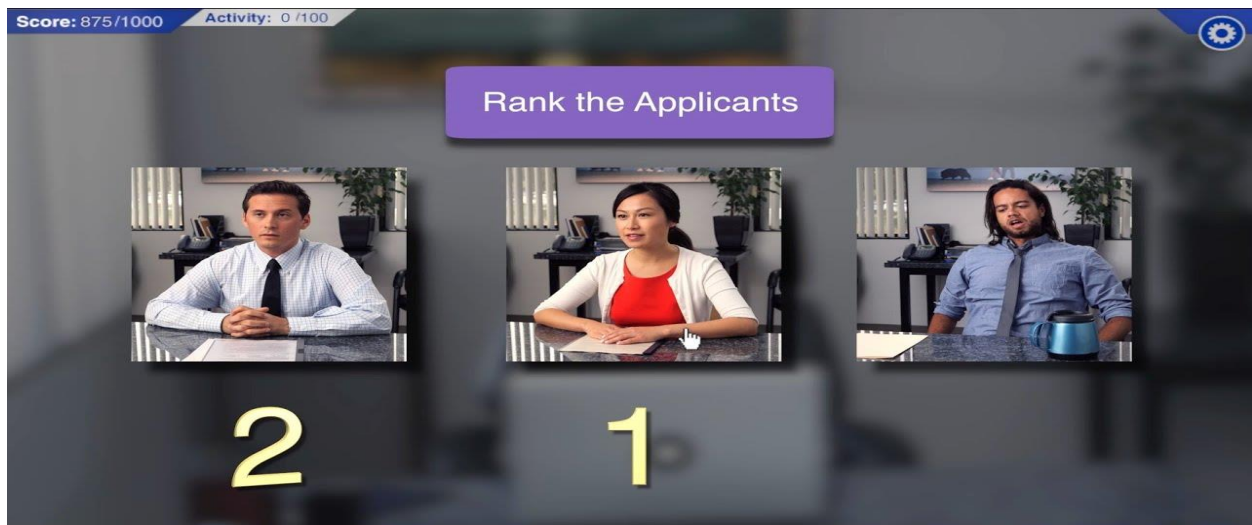 Score: 875/1000
Activity: 0/100
Rank the Applicants
2
1